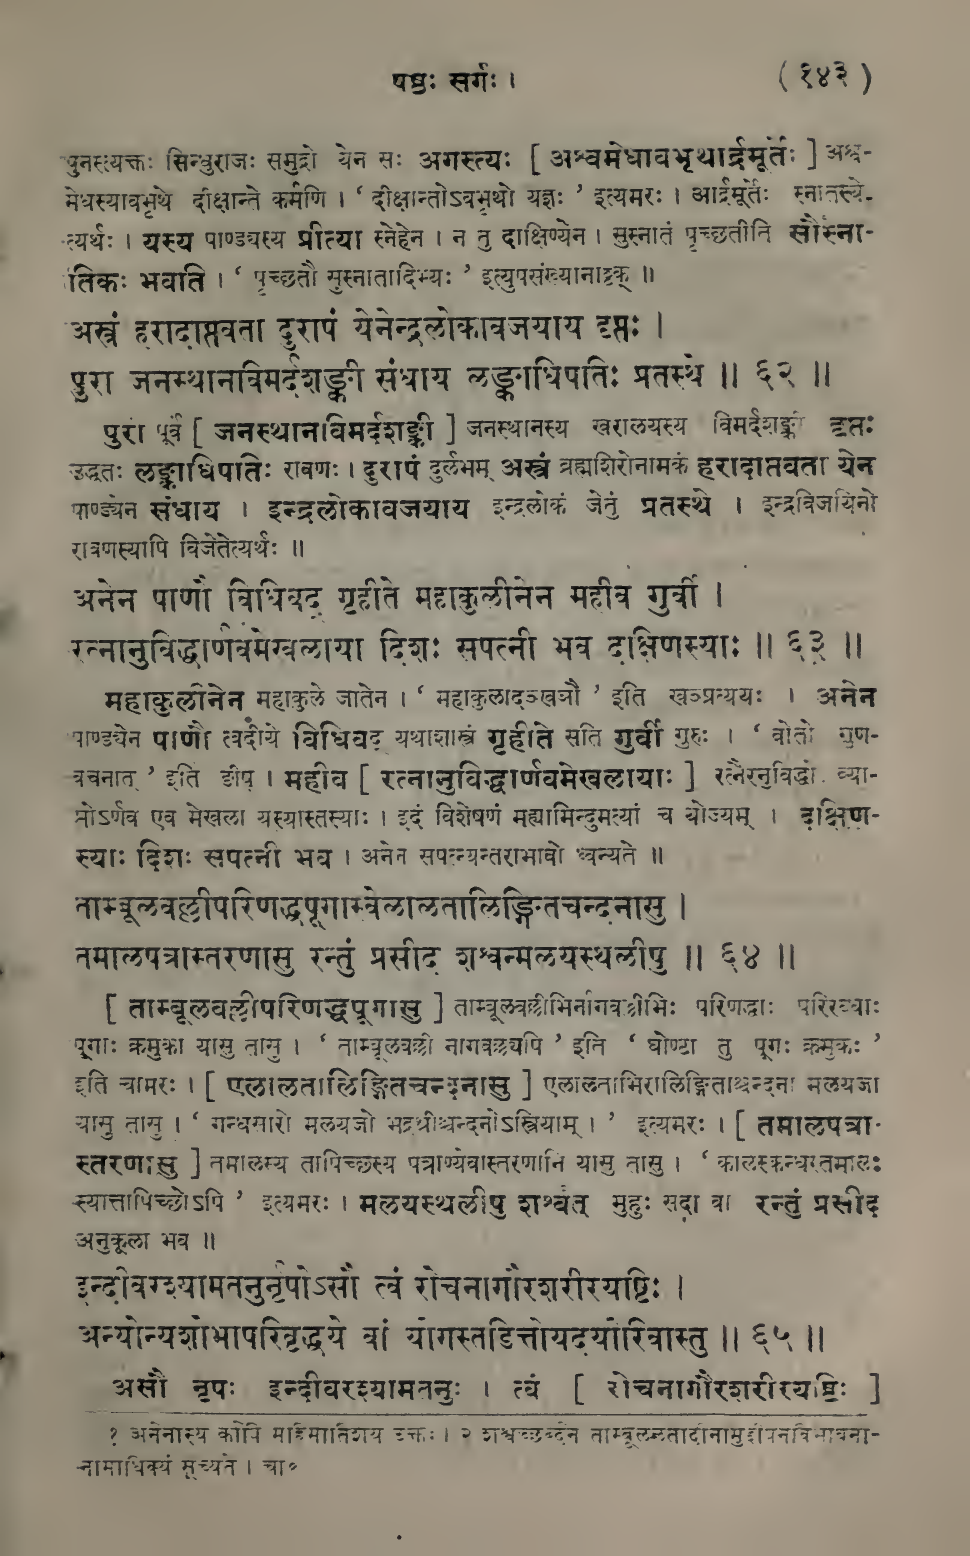 षष्ठः सर्गः । ( १४३ )
पुनस्त्यक्तः सिन्धुराजः समुद्रो येन सः अगस्त्यः [ अश्वमेधावभृथार्द्रमूर्तेः ] अश्व-
मेधस्यावभृथे दीक्षान्ते कर्मणि । ‘ दीक्षान्तोऽवभृथो यज्ञः ’ इत्यमरः । आर्द्रमूर्तेः स्नातस्ये-
त्यर्थः । यस्य पाण्ड्यस्य प्रीत्या स्नेहेन । न तु दाक्षिण्येन । सुस्नातं पृच्छतीति सौस्ना-
तिकः भवति । ‘ पृच्छतौ सुस्नातादिभ्यः ’ इत्युपसंख्यानाट्ठक् ॥
अस्त्रं हरादाप्तवता दुरापं येनेन्द्रलोकावजयाय दृप्तः ।
पुरा जनस्थानविमर्दशङ्की संधाय लङ्काधिपतिः प्रतस्थे ॥ ६२ ॥
पुरा पूर्वं [ जनस्थानविमर्दशङ्की ] जनस्थानस्य खरालयस्य विमर्दशङ्की दृप्तः
उद्धतः लङ्काधिपतिः रावणः । दुरापं दुर्लभम् अस्त्रं ब्रह्मशिरोनामकं हरादाप्तवता येन
पाण्ड्येन संधाय । इन्द्रलोकावजयाय इन्द्रलोकं जेतुं प्रतस्थे । इन्द्रविजयिनो
रावणस्यापि विजेतेत्यर्थः ॥
अनेन पाणौ विधिवद् गृहीते महाकुलीनेन महीव गुर्वी ।
रत्नानुविद्धार्णवमेखलाया दिशः सपत्नी भव दक्षिणस्याः ॥ ६३ ॥
महाकुलीनेन महाकुले जातेन । ‘ महाकुलादञ्खञौ ’ इति खञ्प्रत्ययः । अनेन
पाण्ड्येन पाणौ त्वदीये विधिवद् यथाशास्त्रं गृहीते सति गुर्वी गुरुः । ‘ वोतो गुण-
वचनात् ’ इति ङीष् । महीव [ रत्नानुविद्धार्णवमेखलायाः ] रत्नैरनुविद्धो व्या-
प्तोऽर्णव एव मेखला यस्यास्तस्याः । इदं विशेषणं मह्यामिन्दुमत्यां च योज्यम् । दक्षिण-
स्याः दिशः सपत्नी भव । अनेन सपत्न्यन्तराभावो ध्वन्यते ॥
ताम्बूलवल्लीपरिणद्धपूगास्वेलालतालिङ्गितचन्दनासु ।
तमालपत्रास्तरणासु रन्तुं प्रसीद शश्वन्मलयस्थलीषु ॥ ६४ ॥
[ ताम्बूलवल्लीपरिणद्धपूगासु ] ताम्बूलवल्लीभिर्नागवल्लीभिः परिणद्धाः परिरब्धाः
पूगाः क्रमुका यासु तासु । ‘ ताम्बूलवल्ली नागवल्ल्यपि ’ इति ‘ घोण्टा तु पूगः क्रमुकः ’
इति चामरः । [ एलालतालिङ्गितचन्दनासु ] एलालताभिरालिङ्गिताश्चन्दना मलयजा
यासु तासु । ‘ गन्धसारो मलयजो भद्रश्रीश्चन्दनोऽस्त्रियाम् । ’ इत्यमरः । [ तमालपत्रा-
स्तरणासु ] तमालस्य तापिच्छस्य पत्राण्येवास्तरणानि यासु तासु । ‘ कालस्कन्धस्तमालः
स्यात्तापिच्छोऽपि ’ इत्यमरः । मलयस्थलीषु शश्वत् मुहुः सदा वा रन्तुं प्रसीद
अनुकूला भव ॥
इन्दीवरश्यामतनुर्नृपोऽसौ त्वं रोचनागौरशरीरयष्टिः ।
अन्योन्यशोभापरिवृद्धये वां योगस्तडित्तोयदयोरिवास्तु ॥ ६५ ॥
असौ नृपः इन्दीवरश्यामतनुः । त्वं [ रोचनागौरशरीरयष्टिः ]
१ अनेनास्य कोपि महिमातिशय उक्तः । २ शश्वच्छब्देन ताम्बूललतादीनामुद्दीपनविभावना-
नामाधिक्यं सूच्यते । चा०